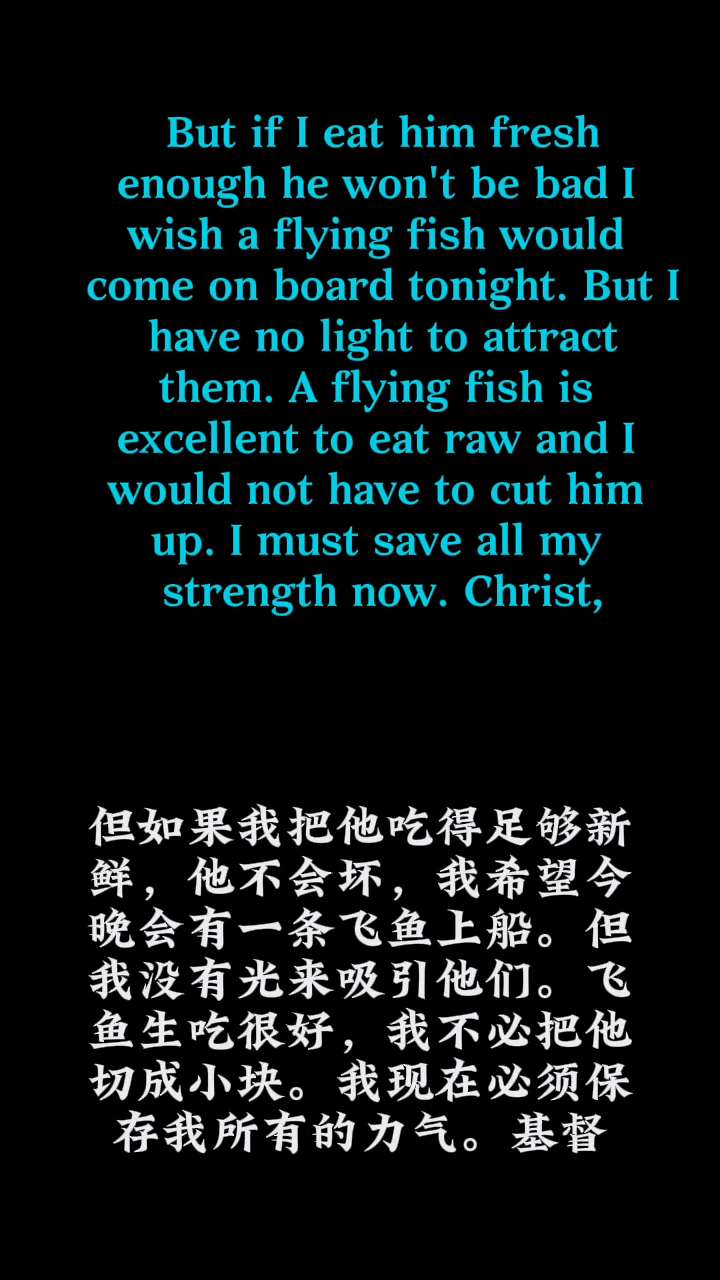 But if I eat him fresh
enough he won't be bad I
wish a flying fish would
come on board tonight. But I
have no light to attract
them. A flying fish is
excellent to eat raw and I
would not have to cut him
up. I must save all my
strength now. Christ,
但如果我把他吃得足够新
鲜，他不会坏，我希望今
晚会有一条飞鱼上船。但
我没有光来吸引他们。飞
鱼生吃很好，我不必把他
切成小块。我现在必须保
存我所有的力气。基督